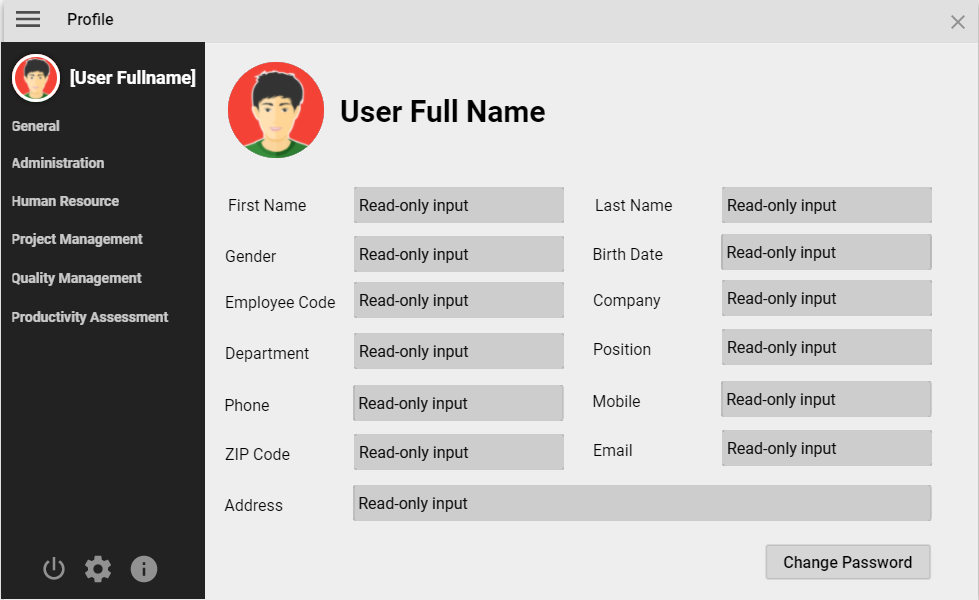 Profile
[User Fullname]
General
Administration
Human Resource
Project Management
Quality Management
Productivity Assessment
User Full Name
First Name Read-only input Last Name Read-only input
Gender Read-only input Birth Date Read-only input
Employee Code Read-only input Company Read-only input
Department Read-only input Position Read-only input
Phone Read-only input Mobile Read-only input
ZIP Code Read-only input Email Read-only input
Address Read-only input
Change Password